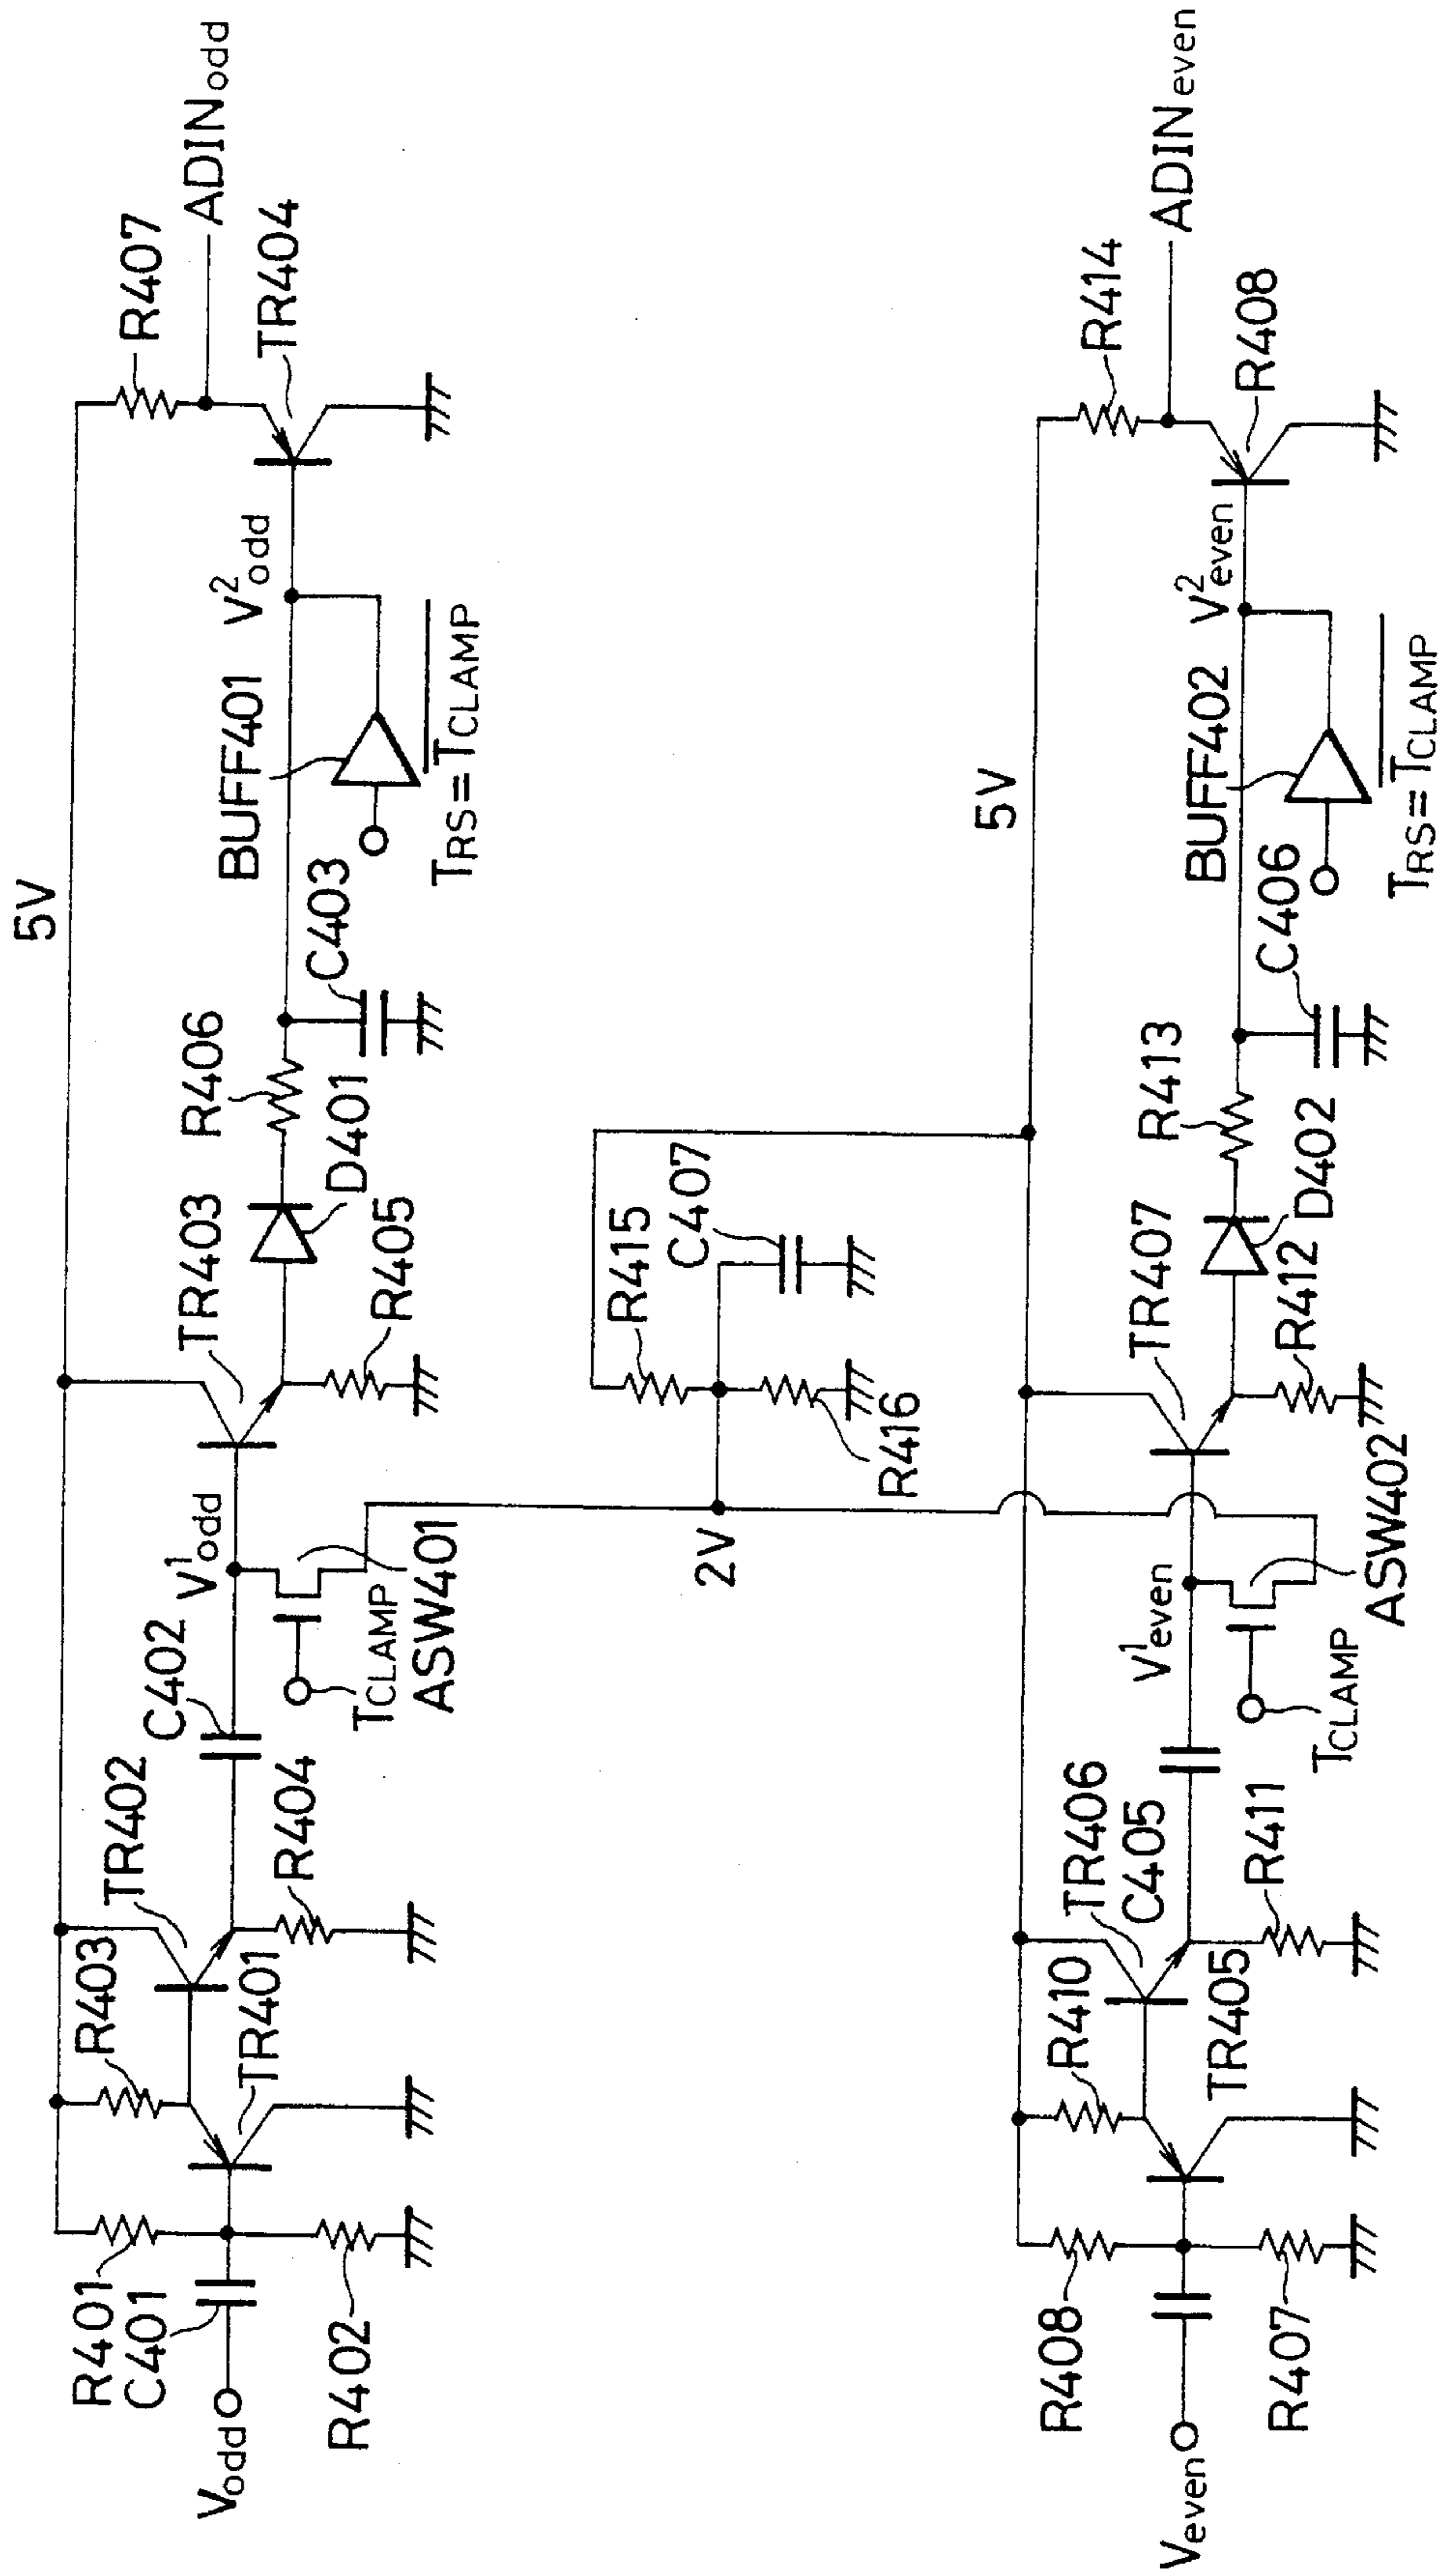 5V
R401
C401
Vodd
R402
R403
TR401
TR402
R404
C402
V¹odd
TCLAMP
ASW401
TR403
R405
D401
R406
C403
BUFF401
TRS = T̅C̅L̅A̅M̅P̅
V²odd
TR404
R407
ADINodd
2V
R415
R416
C407
5V
R408
Veven
R407
R410
TR405
TR406
C405
R411
V¹even
TCLAMP
ASW402
TR407
R412
D402
R413
C406
BUFF402
TRS = T̅C̅L̅A̅M̅P̅
V²even
R408
R414
ADINeven